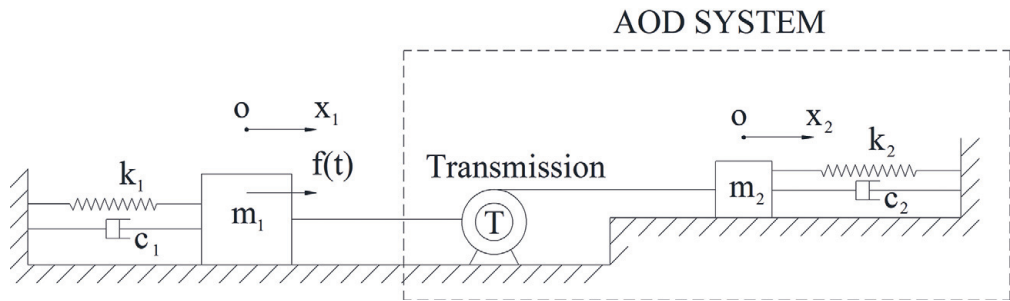 AOD SYSTEM
o x₁
o x₂
f(t)
k₁
k₂
Transmission
m₁
m₂
c₁
c₂
T